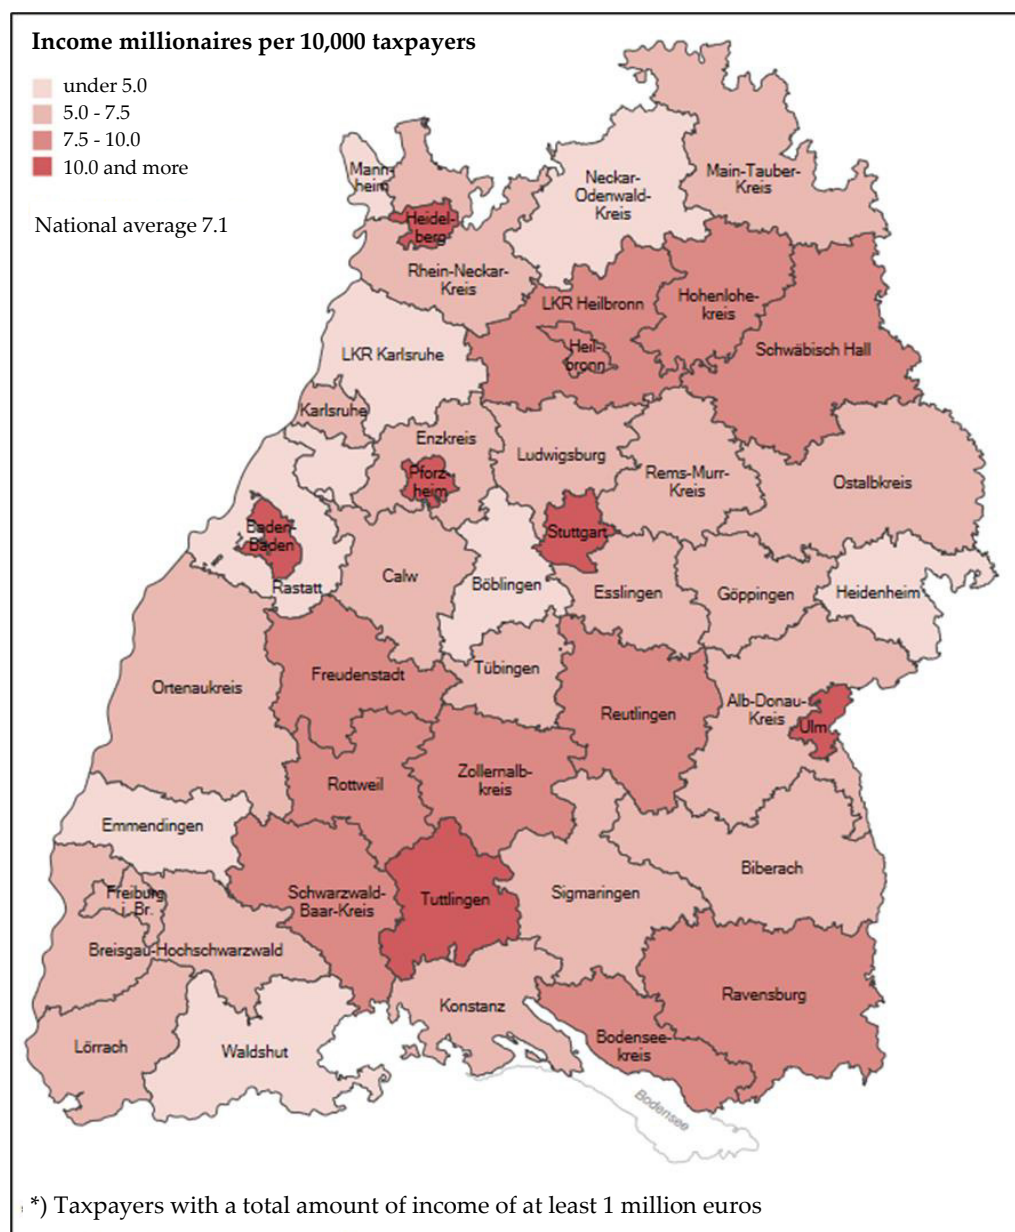 Income millionaires per 10,000 taxpayers
under 5.0
5.0 - 7.5
7.5 - 10.0
10.0 and more
National average 7.1
Mann-
heim
Heidel-
berg
Rhein-Neckar-
Kreis
Neckar-
Odenwald-
Kreis
Main-Tauber-
Kreis
LKR Heilbronn
Heil-
bronn
Hohenlohe-
kreis
Schwäbisch Hall
LKR Karlsruhe
Karlsruhe
Enzkreis
Pforz-
heim
Ludwigsburg
Rems-Murr-
Kreis
Ostalbkreis
Baden-
Baden
Rastatt
Calw
Böblingen
Stuttgart
Esslingen
Göppingen
Heidenheim
Ortenaukreis
Freudenstadt
Tübingen
Reutlingen
Alb-Donau-
Kreis
Ulm
Rottweil
Zollernalb-
kreis
Emmendingen
Freiburg
i. Br.
Breisgau-Hochschwarzwald
Schwarzwald-
Baar-Kreis
Tuttlingen
Sigmaringen
Biberach
Lörrach
Waldshut
Konstanz
Bodensee-
kreis
Ravensburg
Bodensee
*) Taxpayers with a total amount of income of at least 1 million euros